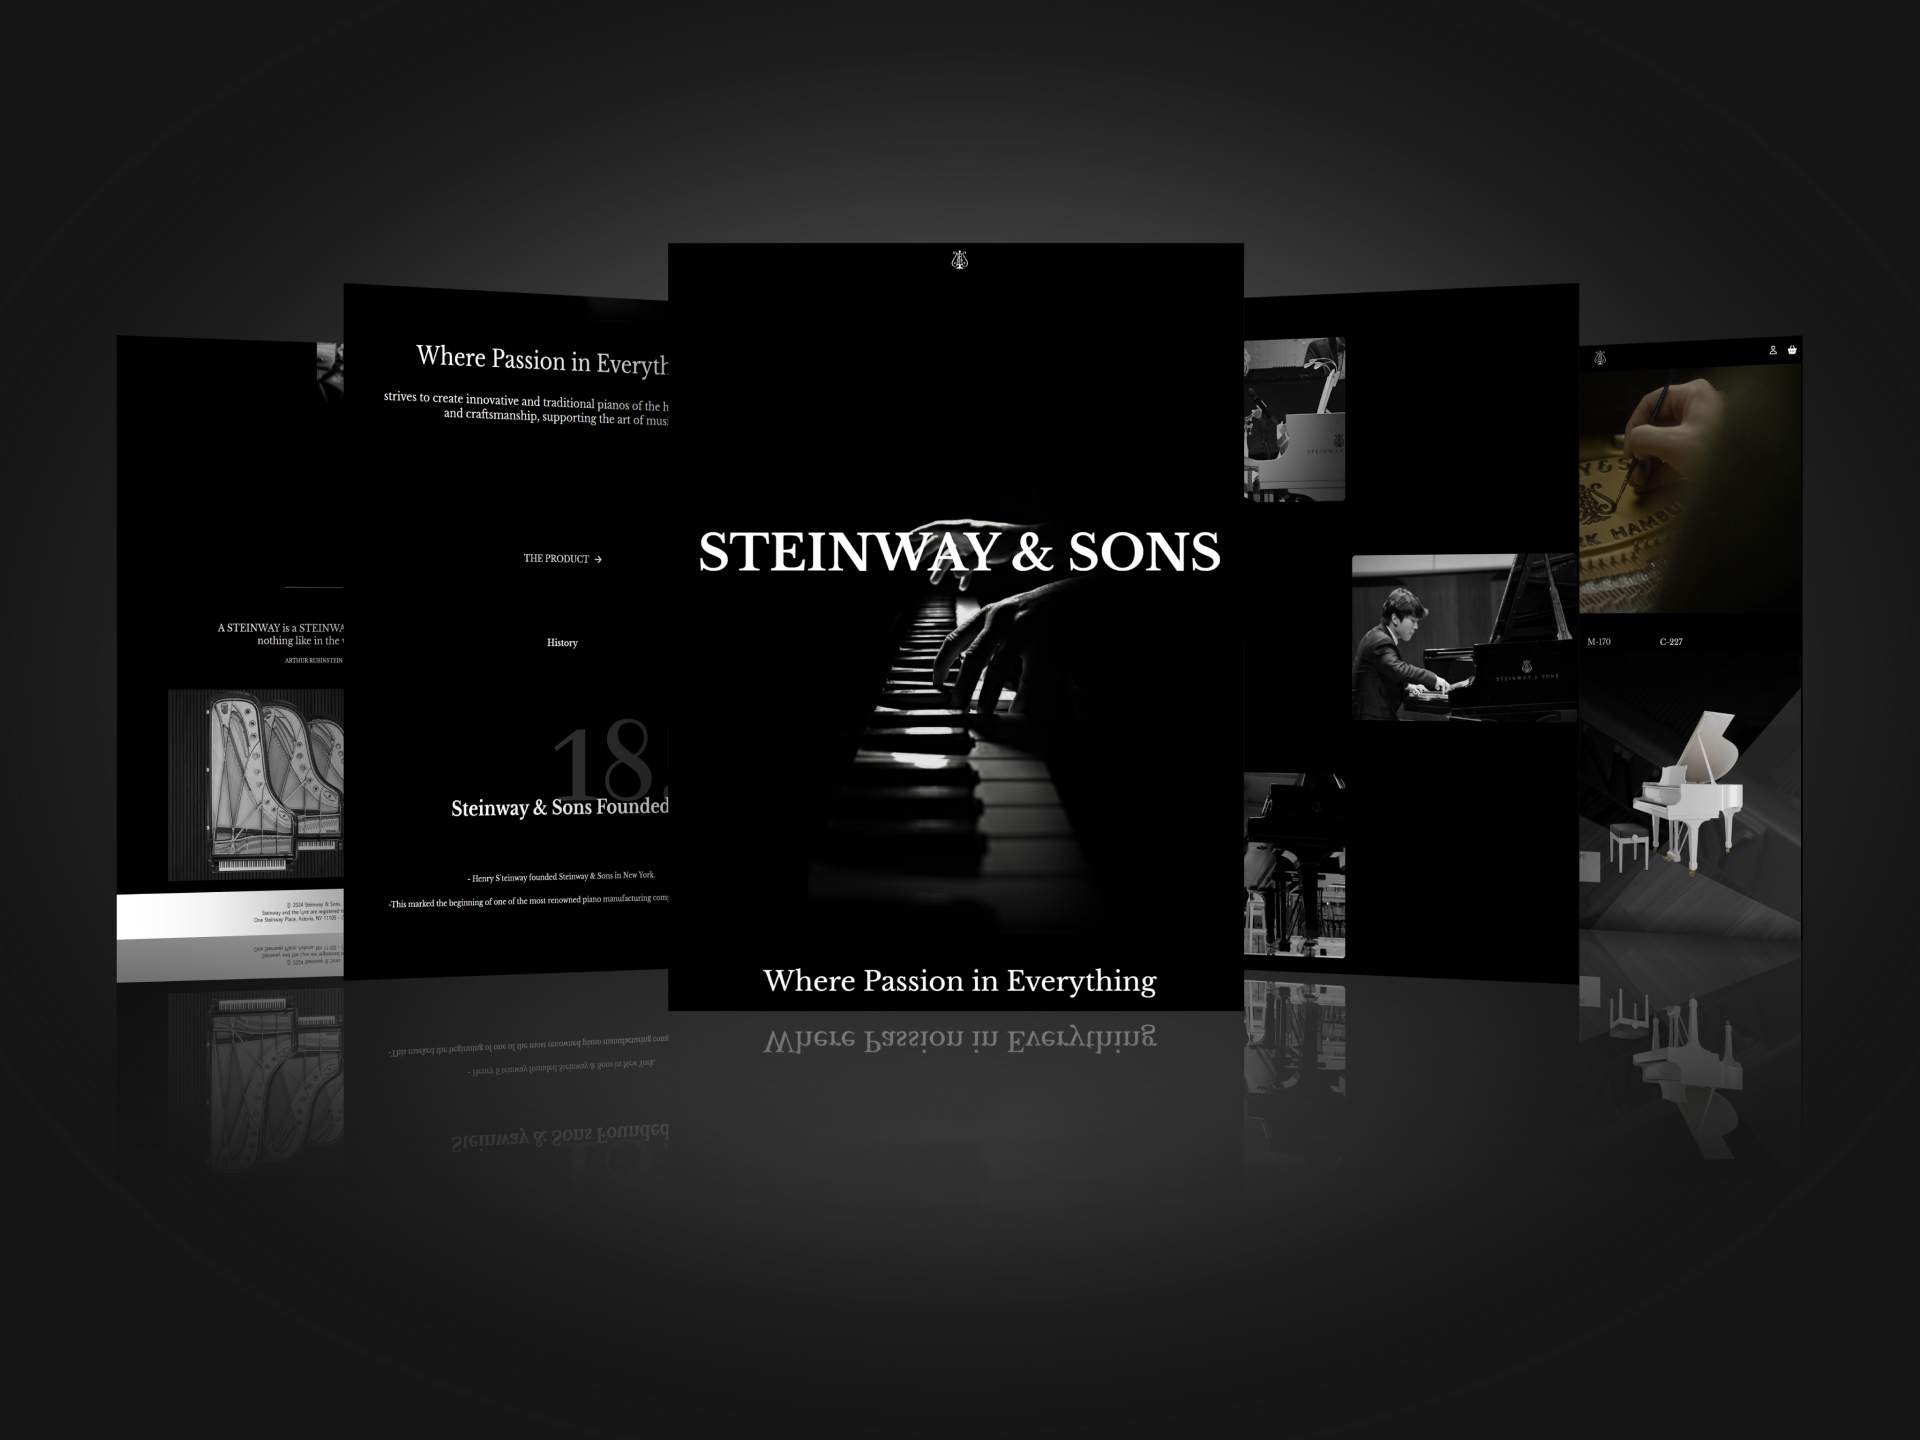 A STEINWAY is a
nothing like in the
ARTHUR RUBINSTEIN
© 2024 Steinway & Sons.
Steinway and the Lyre are registered
One Steinway Place, Astoria, NY 11105 -
Where Passion in
strives to create innovative and traditional pianos of the
and craftsmanship, supporting the art of
THE PRODUCT →
History
18
Steinway & Sons Founded
- Henry S'teinway founded Steinway & Sons in New York.
-This marked the beginning of one of the most renowned piano manufacturing
STEINWAY & SONS
Where Passion in Everything
STEINWAY
STEINWAY & SONS
Y & S
RK HAMBU
M-170
C-227